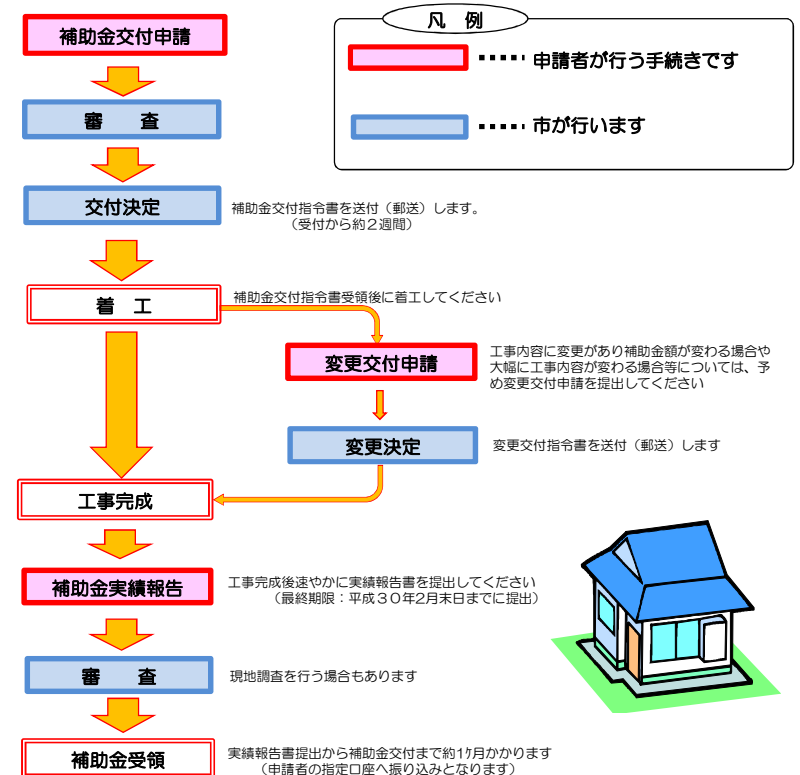 凡　例
補助金交付申請
・・・・・ 申請者が行う手続きです
審　査
・・・・・ 市が行います
交付決定
補助金交付指令書を送付（郵送）します。
（受付から約２週間）
着　工
補助金交付指令書受領後に着工してください
変更交付申請
工事内容に変更があり補助金額が変わる場合や
大幅に工事内容が変わる場合等については、予
め変更交付申請を提出してください
変更決定
変更交付指令書を送付（郵送）します
工事完成
補助金実績報告
工事完成後速やかに実績報告書を提出してください
（最終期限：平成３０年2月末日までに提出）
審　査
現地調査を行う場合もあります
補助金受領
実績報告書提出から補助金交付まで約1ｹ月かかります
（申請者の指定口座へ振り込みとなります）